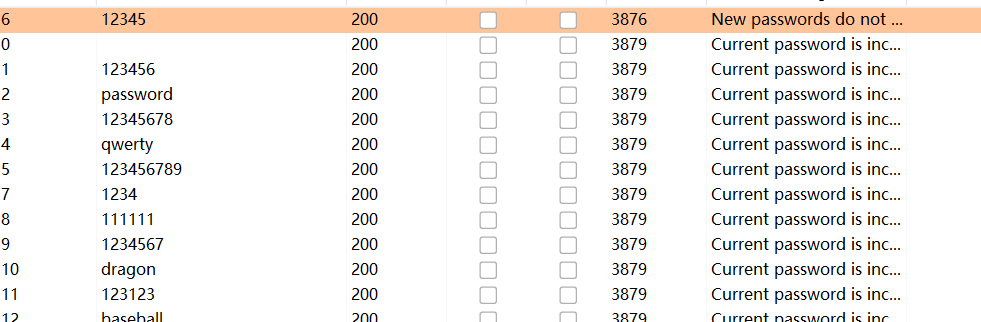 6 12345 200 3876 New passwords do not ...
0 200 3879 Current password is inc...
1 123456 200 3879 Current password is inc...
2 password 200 3879 Current password is inc...
3 12345678 200 3879 Current password is inc...
4 qwerty 200 3879 Current password is inc...
5 123456789 200 3879 Current password is inc...
7 1234 200 3879 Current password is inc...
8 111111 200 3879 Current password is inc...
9 1234567 200 3879 Current password is inc...
10 dragon 200 3879 Current password is inc...
11 123123 200 3879 Current password is inc...
12 baseball 200 3879 Current password is inc...